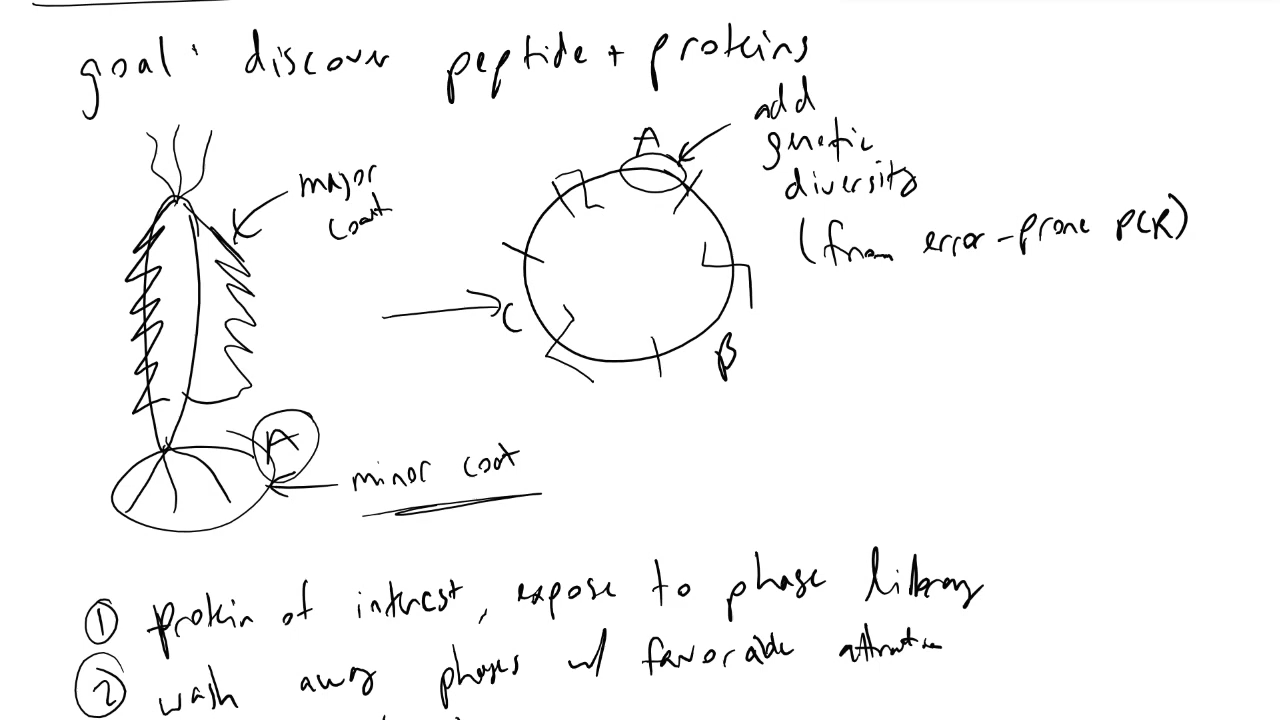 goal: discover peptide + proteins
major
coat
A
add
genetic
diversity
(from error-prone PCR)
C
B
A
minor coat
① protein of interest, expose to phage library
② wash away phages w/ favorable